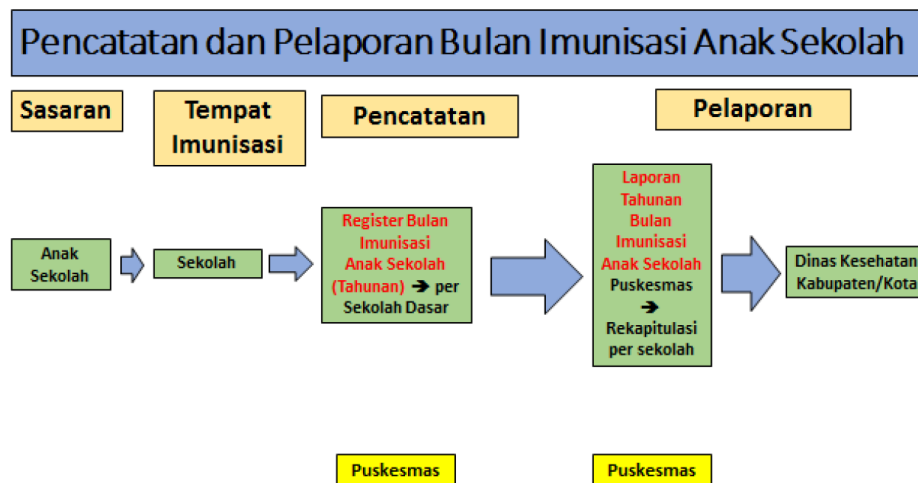 Pencatatan dan Pelaporan Bulan Imunisasi Anak Sekolah
Sasaran
Tempat
Imunisasi
Pencatatan
Pelaporan
Anak
Sekolah
Sekolah
Register Bulan
Imunisasi
Anak Sekolah
(Tahunan) ➔ per
Sekolah Dasar
Laporan
Tahunan
Bulan
Imunisasi
Anak Sekolah
Puskesmas
➔
Rekapitulasi
per sekolah
Dinas Kesehatan
Kabupaten/Kota
Puskesmas
Puskesmas